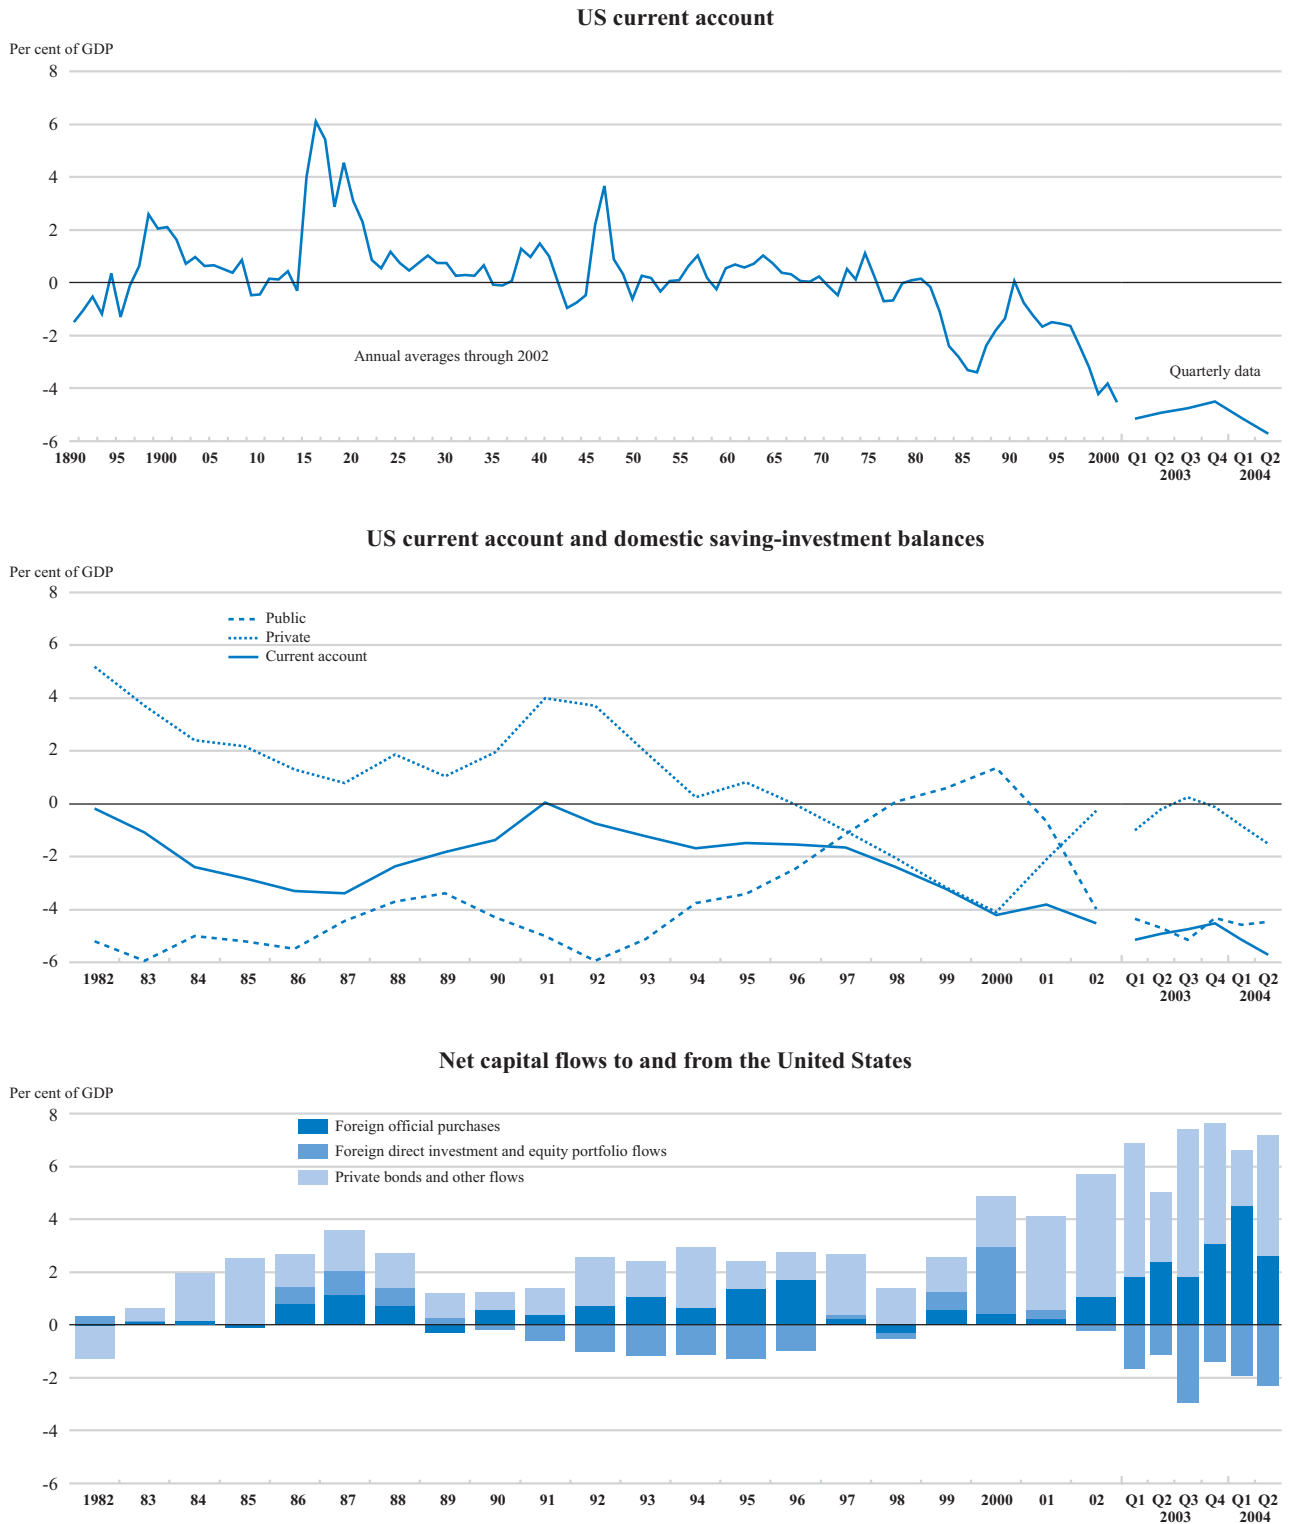 US current account
Per cent of GDP
8
6
4
2
0
-2
-4
-6
Annual averages through 2002
Quarterly data
1890 95 1900 05 10 15 20 25 30 35 40 45 50 55 60 65 70 75 80 85 90 95 2000 Q1 Q2 Q3 Q4 Q1 Q2
2003 2004
US current account and domestic saving-investment balances
Per cent of GDP
8
6
4
2
0
-2
-4
-6
Public
Private
Current account
1982 83 84 85 86 87 88 89 90 91 92 93 94 95 96 97 98 99 2000 01 02 Q1 Q2 Q3 Q4 Q1 Q2
2003 2004
Net capital flows to and from the United States
Per cent of GDP
8
6
4
2
0
-2
-4
-6
Foreign official purchases
Foreign direct investment and equity portfolio flows
Private bonds and other flows
1982 83 84 85 86 87 88 89 90 91 92 93 94 95 96 97 98 99 2000 01 02 Q1 Q2 Q3 Q4 Q1 Q2
2003 2004